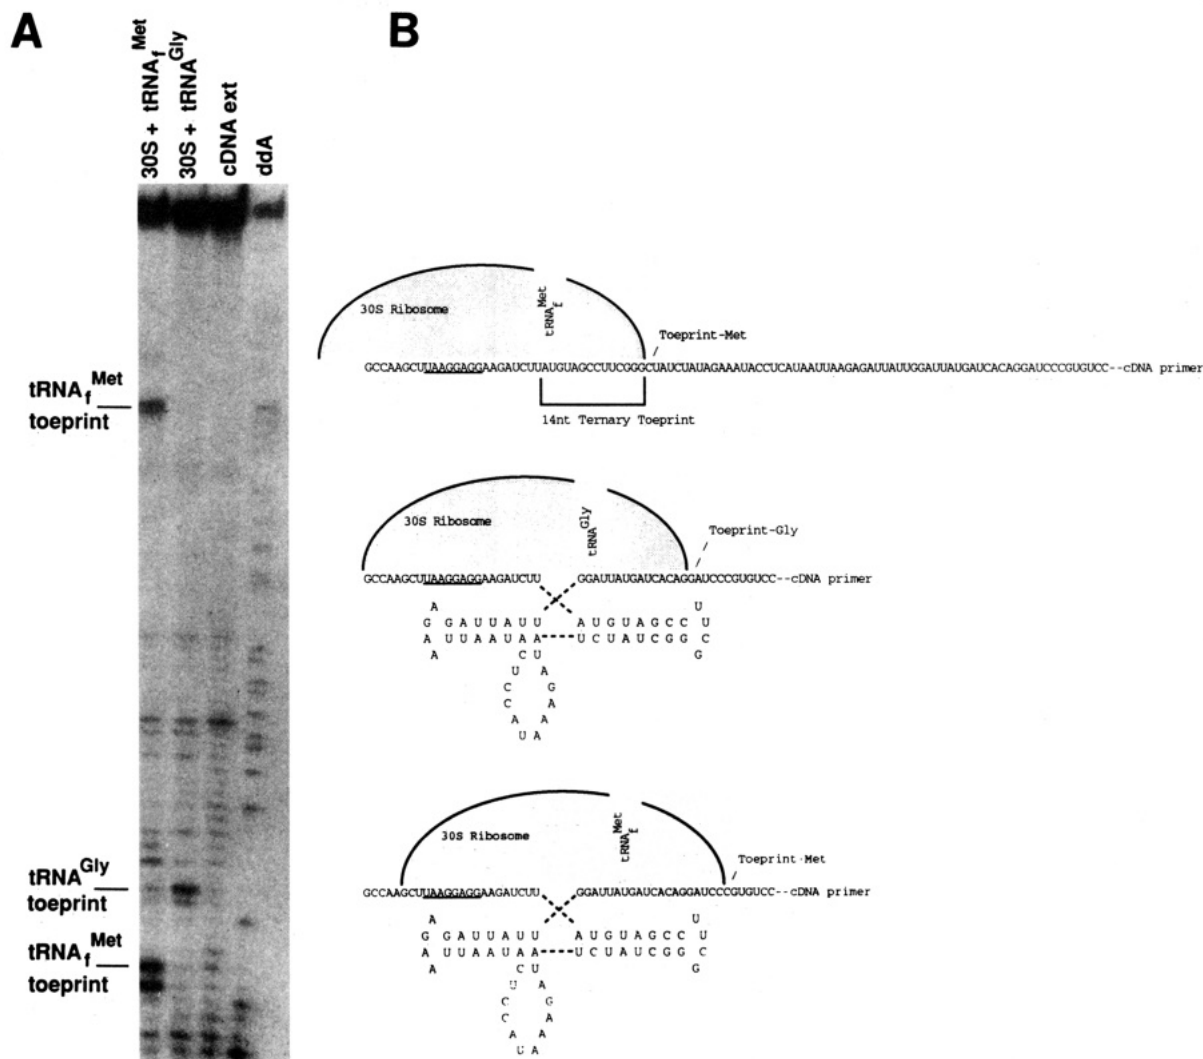 A
B
30S + tRNAfMet
30S + tRNAGly
cDNA ext
ddA
tRNAfMet
toeprint
tRNAGly
toeprint
tRNAfMet
toeprint
30S Ribosome
tRNAfMet
Toeprint-Met
GCCAAGCUUAAGGAGGAAGAUCUUAUGUAGCCUUCGGGCUAUCUAUAGAAAUACCUCAUAAUUAAGAGAUUAUUGGAUUAUGAUCACAGGAUCCCGUGUCC--cDNA primer
14nt Ternary Toeprint
30S Ribosome
tRNAGly
Toeprint-Gly
GCCAAGCUUAAGGAGGAAGAUCUU GGAUUAUGAUCACAGGAUCCCGUGUCC--cDNA primer
A U
G G A U U A U U A U G U A G C C U
A A U U A A U A U C U A U C G G C
A C U G
U A
C G
C A
A A
U A
30S Ribosome
tRNAfMet
Toeprint-Met
GCCAAGCUUAAGGAGGAAGAUCUU GGAUUAUGAUCACAGGAUCCCGUGUCC--cDNA primer
A U
G G A U U A U U A U G U A G C C U
A A U U A A U A U C U A U C G G C
A C U G
U A
C G
C A
A A
U A